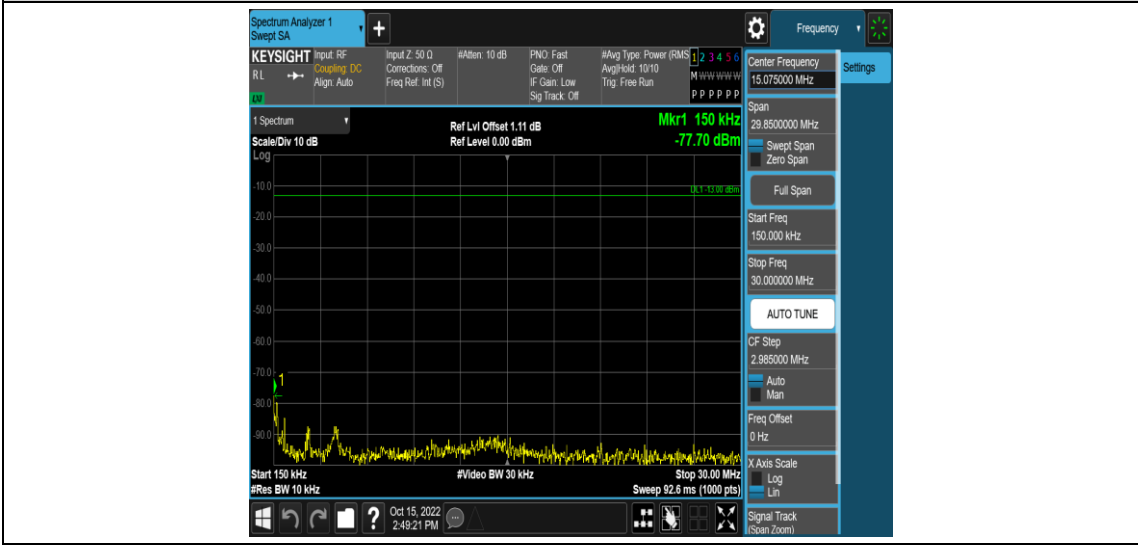 Spectrum Analyzer 1
Swept SA
+
Frequency
KEYSIGHT
Input: RF
Coupling: DC
Align: Auto
RL
LXI
Input Z: 50 Ω
Corrections: Off
Freq Ref: Int (S)
#Atten: 10 dB
PNO: Fast
Gate: Off
IF Gain: Low
Sig Track: Off
#Avg Type: Power (RMS
Avg|Hold: 10/10
Trig: Free Run
1 2 3 4 5 6
M W W W W W
P P P P P P
1 Spectrum
Scale/Div 10 dB
Log
Ref Lvl Offset 1.11 dB
Ref Level 0.00 dBm
Mkr1 150 kHz
-77.70 dBm
DL1 -13.00 dBm
-10.0
-20.0
-30.0
-40.0
-50.0
-60.0
-70.0
1
-80.0
-90.0
Start 150 kHz
#Res BW 10 kHz
#Video BW 30 kHz
Stop 30.00 MHz
Sweep 92.6 ms (1000 pts)
?
Oct 15, 2022
2:49:21 PM
Settings
Center Frequency
15.075000 MHz
Span
29.8500000 MHz
Swept Span
Zero Span
Full Span
Start Freq
150.000 kHz
Stop Freq
30.000000 MHz
AUTO TUNE
CF Step
2.985000 MHz
Auto
Man
Freq Offset
0 Hz
X Axis Scale
Log
Lin
Signal Track
(Span Zoom)